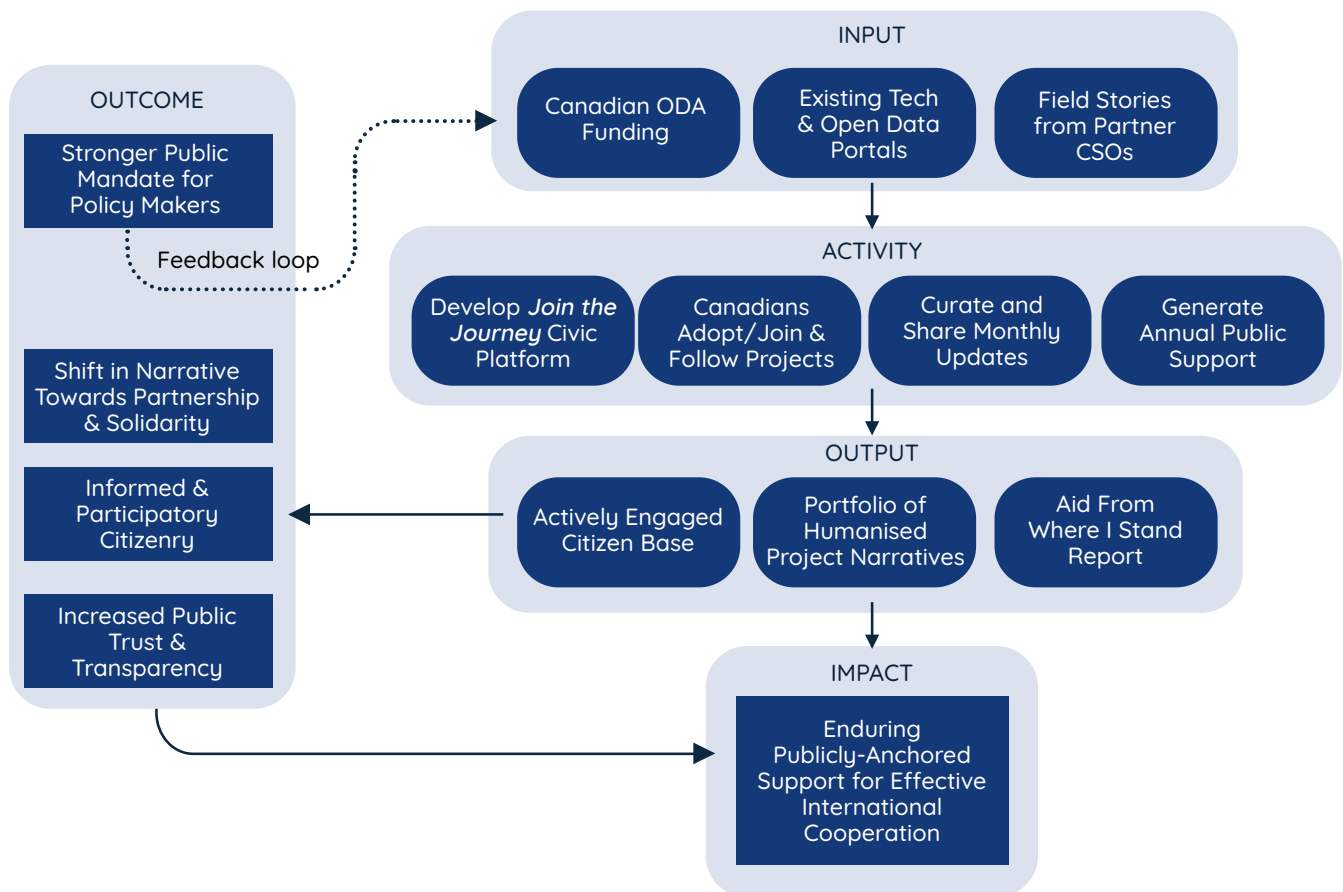 INPUT
Canadian ODA
Funding
Existing Tech
& Open Data
Portals
Field Stories
from Partner
CSOs
OUTCOME
Stronger Public
Mandate for
Policy Makers
Feedback loop
Shift in Narrative
Towards Partnership
& Solidarity
Informed &
Participatory
Citizenry
Increased Public
Trust &
Transparency
ACTIVITY
Develop Join the
Journey Civic
Platform
Canadians
Adopt/Join &
Follow Projects
Curate and
Share Monthly
Updates
Generate
Annual Public
Support
OUTPUT
Actively Engaged
Citizen Base
Portfolio of
Humanised
Project Narratives
Aid From
Where I Stand
Report
IMPACT
Enduring
Publicly-Anchored
Support for Effective
International
Cooperation